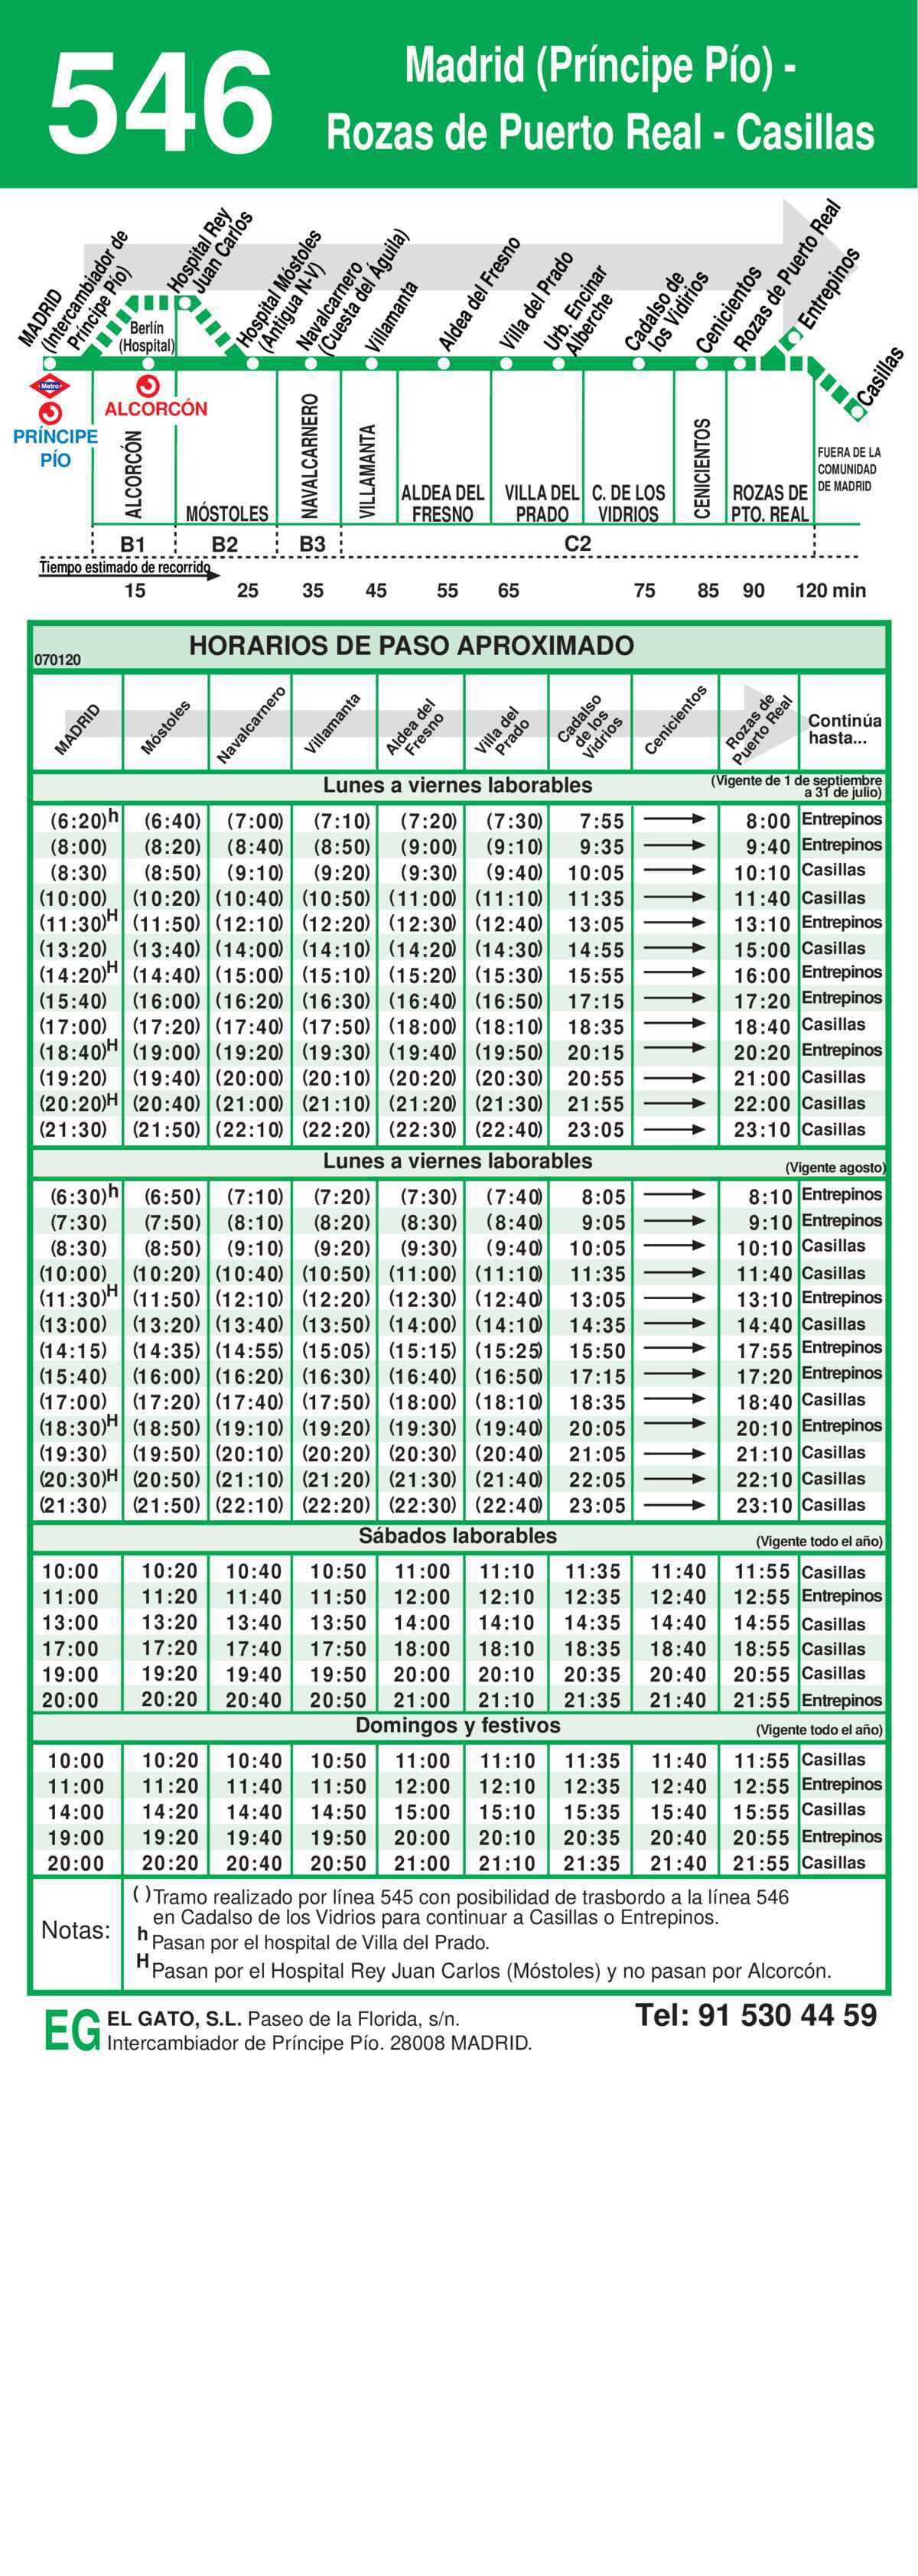 546
Madrid (Príncipe Pío) -
Rozas de Puerto Real - Casillas
MADRID
(Intercambiador de
Príncipe Pío)
Hospital Rey
Juan Carlos
Hospital Móstoles
(Antigua N-V)
Navalcarnero
(Cuesta del Águila)
Villamanta
Aldea del Fresno
Villa del Prado
Urb. Encinar
Alberche
Cadalso de
los Vidirios
Cenicientos
Rozas de Puerto Real
Entrepinos
Casillas
Berlín
(Hospital)
Metro
PRÍNCIPE
PÍO
ALCORCÓN
ALCORCÓN
MÓSTOLES
NAVALCARNERO
VILLAMANTA
ALDEA DEL
FRESNO
VILLA DEL
PRADO
C. DE LOS
VIDRIOS
CENICIENTOS
ROZAS DE
PTO. REAL
FUERA DE LA
COMUNIDAD
DE MADRID
B1 B2 B3 C2
Tiempo estimado de recorrido
15 25 35 45 55 65 75 85 90 120 min
HORARIOS DE PASO APROXIMADO
070120
MADRID
Móstoles
Navalcarnero
Villamanta
Aldea del
Fresno
Villa del
Prado
Cadalso
de los
Vidrios
Cenicientos
Rozas de
Puerto Real
Continúa
hasta...
Lunes a viernes laborables (Vigente de 1 de septiembre
a 31 de julio)
(6:20)h (6:40) (7:00) (7:10) (7:20) (7:30) 7:55 8:00 Entrepinos
(8:00) (8:20) (8:40) (8:50) (9:00) (9:10) 9:35 9:40 Entrepinos
(8:30) (8:50) (9:10) (9:20) (9:30) (9:40) 10:05 10:10 Casillas
(10:00) (10:20) (10:40) (10:50) (11:00) (11:10) 11:35 11:40 Casillas
(11:30)H (11:50) (12:10) (12:20) (12:30) (12:40) 13:05 13:10 Entrepinos
(13:20) (13:40) (14:00) (14:10) (14:20) (14:30) 14:55 15:00 Casillas
(14:20)H (14:40) (15:00) (15:10) (15:20) (15:30) 15:55 16:00 Entrepinos
(15:40) (16:00) (16:20) (16:30) (16:40) (16:50) 17:15 17:20 Entrepinos
(17:00) (17:20) (17:40) (17:50) (18:00) (18:10) 18:35 18:40 Casillas
(18:40)H (19:00) (19:20) (19:30) (19:40) (19:50) 20:15 20:20 Entrepinos
(19:20) (19:40) (20:00) (20:10) (20:20) (20:30) 20:55 21:00 Casillas
(20:20)H (20:40) (21:00) (21:10) (21:20) (21:30) 21:55 22:00 Casillas
(21:30) (21:50) (22:10) (22:20) (22:30) (22:40) 23:05 23:10 Casillas
Lunes a viernes laborables (Vigente agosto)
(6:30)h (6:50) (7:10) (7:20) (7:30) (7:40) 8:05 8:10 Entrepinos
(7:30) (7:50) (8:10) (8:20) (8:30) (8:40) 9:05 9:10 Entrepinos
(8:30) (8:50) (9:10) (9:20) (9:30) (9:40) 10:05 10:10 Casillas
(10:00) (10:20) (10:40) (10:50) (11:00) (11:10) 11:35 11:40 Casillas
(11:30)H (11:50) (12:10) (12:20) (12:30) (12:40) 13:05 13:10 Entrepinos
(13:00) (13:20) (13:40) (13:50) (14:00) (14:10) 14:35 14:40 Casillas
(14:15) (14:35) (14:55) (15:05) (15:15) (15:25) 15:50 17:55 Entrepinos
(15:40) (16:00) (16:20) (16:30) (16:40) (16:50) 17:15 17:20 Entrepinos
(17:00) (17:20) (17:40) (17:50) (18:00) (18:10) 18:35 18:40 Casillas
(18:30)H (18:50) (19:10) (19:20) (19:30) (19:40) 20:05 20:10 Entrepinos
(19:30) (19:50) (20:10) (20:20) (20:30) (20:40) 21:05 21:10 Casillas
(20:30)H (20:50) (21:10) (21:20) (21:30) (21:40) 22:05 22:10 Casillas
(21:30) (21:50) (22:10) (22:20) (22:30) (22:40) 23:05 23:10 Casillas
Sábados laborables (Vigente todo el año)
10:00 10:20 10:40 10:50 11:00 11:10 11:35 11:40 11:55 Casillas
11:00 11:20 11:40 11:50 12:00 12:10 12:35 12:40 12:55 Entrepinos
13:00 13:20 13:40 13:50 14:00 14:10 14:35 14:40 14:55 Casillas
17:00 17:20 17:40 17:50 18:00 18:10 18:35 18:40 18:55 Casillas
19:00 19:20 19:40 19:50 20:00 20:10 20:35 20:40 20:55 Casillas
20:00 20:20 20:40 20:50 21:00 21:10 21:35 21:40 21:55 Entrepinos
Domingos y festivos (Vigente todo el año)
10:00 10:20 10:40 10:50 11:00 11:10 11:35 11:40 11:55 Casillas
11:00 11:20 11:40 11:50 12:00 12:10 12:35 12:40 12:55 Entrepinos
14:00 14:20 14:40 14:50 15:00 15:10 15:35 15:40 15:55 Casillas
19:00 19:20 19:40 19:50 20:00 20:10 20:35 20:40 20:55 Entrepinos
20:00 20:20 20:40 20:50 21:00 21:10 21:35 21:40 21:55 Casillas
Notas:
( ) Tramo realizado por línea 545 con posibilidad de trasbordo a la línea 546
en Cadalso de los Vidrios para continuar a Casillas o Entrepinos.
h Pasan por el hospital de Villa del Prado.
H Pasan por el Hospital Rey Juan Carlos (Móstoles) y no pasan por Alcorcón.
EG EL GATO, S.L. Paseo de la Florida, s/n.
Intercambiador de Príncipe Pío. 28008 MADRID.
Tel: 91 530 44 59